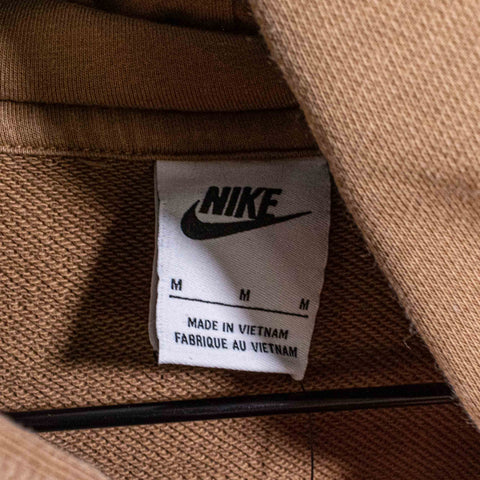 NIKE
M M M
MADE IN VIETNAM
FABRIQUE AU VIETNAM